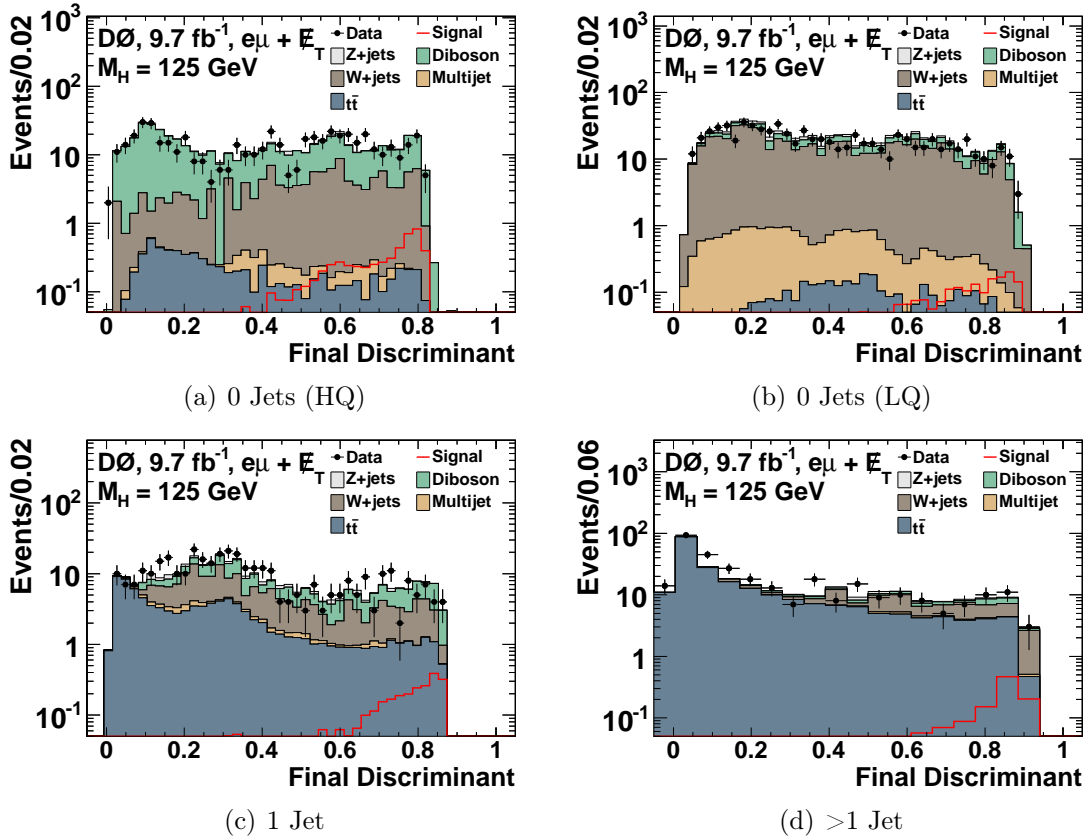 10³
10²
10
1
10⁻¹
Events/0.02
DØ, 9.7 fb⁻¹, eμ + E̸_T
M_H = 125 GeV
Data
Signal
Z+jets
Diboson
W+jets
Multijet
tt̄
0 0.2 0.4 0.6 0.8 1
Final Discriminant
(a) 0 Jets (HQ)
10³
10²
10
1
10⁻¹
Events/0.02
DØ, 9.7 fb⁻¹, eμ + E̸_T
M_H = 125 GeV
Data
Signal
Z+jets
Diboson
W+jets
Multijet
tt̄
0 0.2 0.4 0.6 0.8 1
Final Discriminant
(b) 0 Jets (LQ)
10²
10
1
10⁻¹
Events/0.02
DØ, 9.7 fb⁻¹, eμ + E̸_T
M_H = 125 GeV
Data
Signal
Z+jets
Diboson
W+jets
Multijet
tt̄
0 0.2 0.4 0.6 0.8 1
Final Discriminant
(c) 1 Jet
10³
10²
10
1
10⁻¹
Events/0.06
DØ, 9.7 fb⁻¹, eμ + E̸_T
M_H = 125 GeV
Data
Signal
Z+jets
Diboson
W+jets
Multijet
tt̄
0 0.2 0.4 0.6 0.8 1
Final Discriminant
(d) >1 Jet